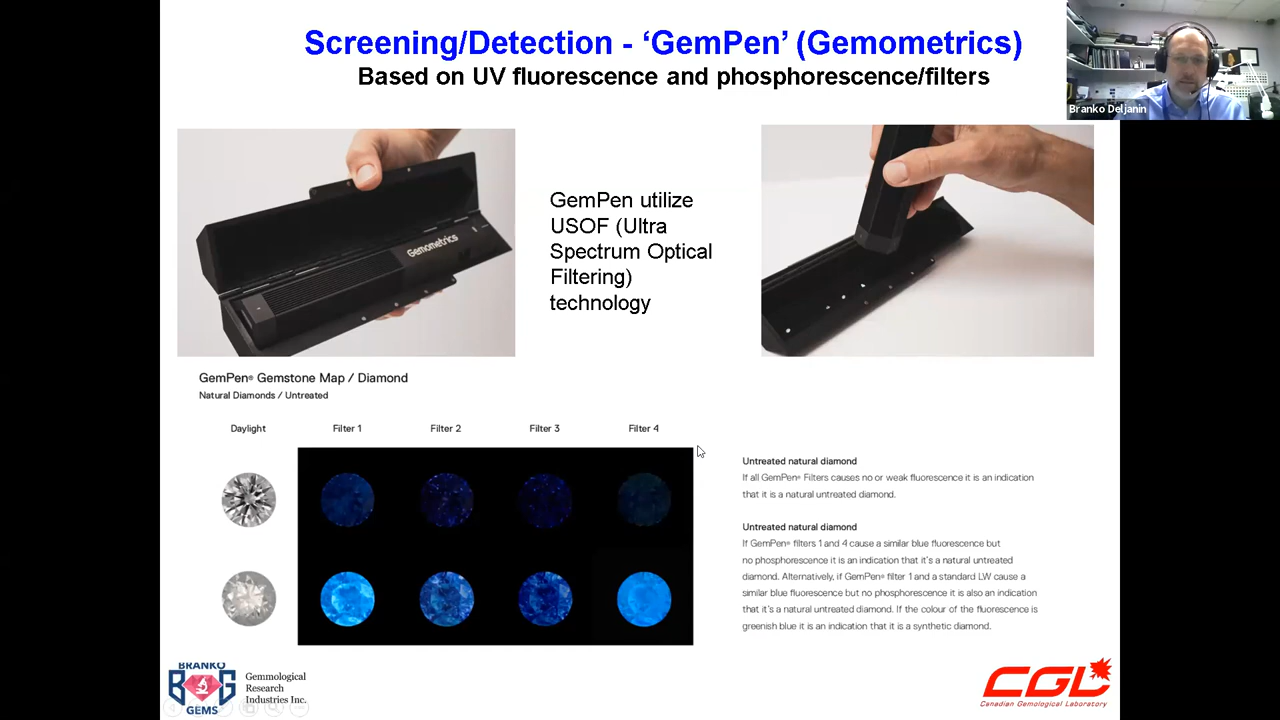 Screening/Detection - ‘GemPen’ (Gemometrics)
Based on UV fluorescence and phosphorescence/filters
Branko Deljanin
Gemometrics
GemPen utilize
USOF (Ultra
Spectrum Optical
Filtering)
technology
GemPen® Gemstone Map / Diamond
Natural Diamonds / Untreated
Daylight Filter 1 Filter 2 Filter 3 Filter 4
Untreated natural diamond
If all GemPen® Filters causes no or weak fluorescence it is an indication
that it is a natural untreated diamond.
Untreated natural diamond
If GemPen® filters 1 and 4 cause a similar blue fluorescence but
no phosphorescence it is an indication that it's a natural untreated
diamond. Alternatively, if GemPen® filter 1 and a standard LW cause a
similar blue fluorescence but no phosphorescence it is also an indication
that it's a natural untreated diamond. If the colour of the fluorescence is
greenish blue it is an indication that it is a synthetic diamond.
BRANKO
BG
GEMS
Gemmological
Research
Industries Inc.
CGL
Canadian Gemological Laboratory